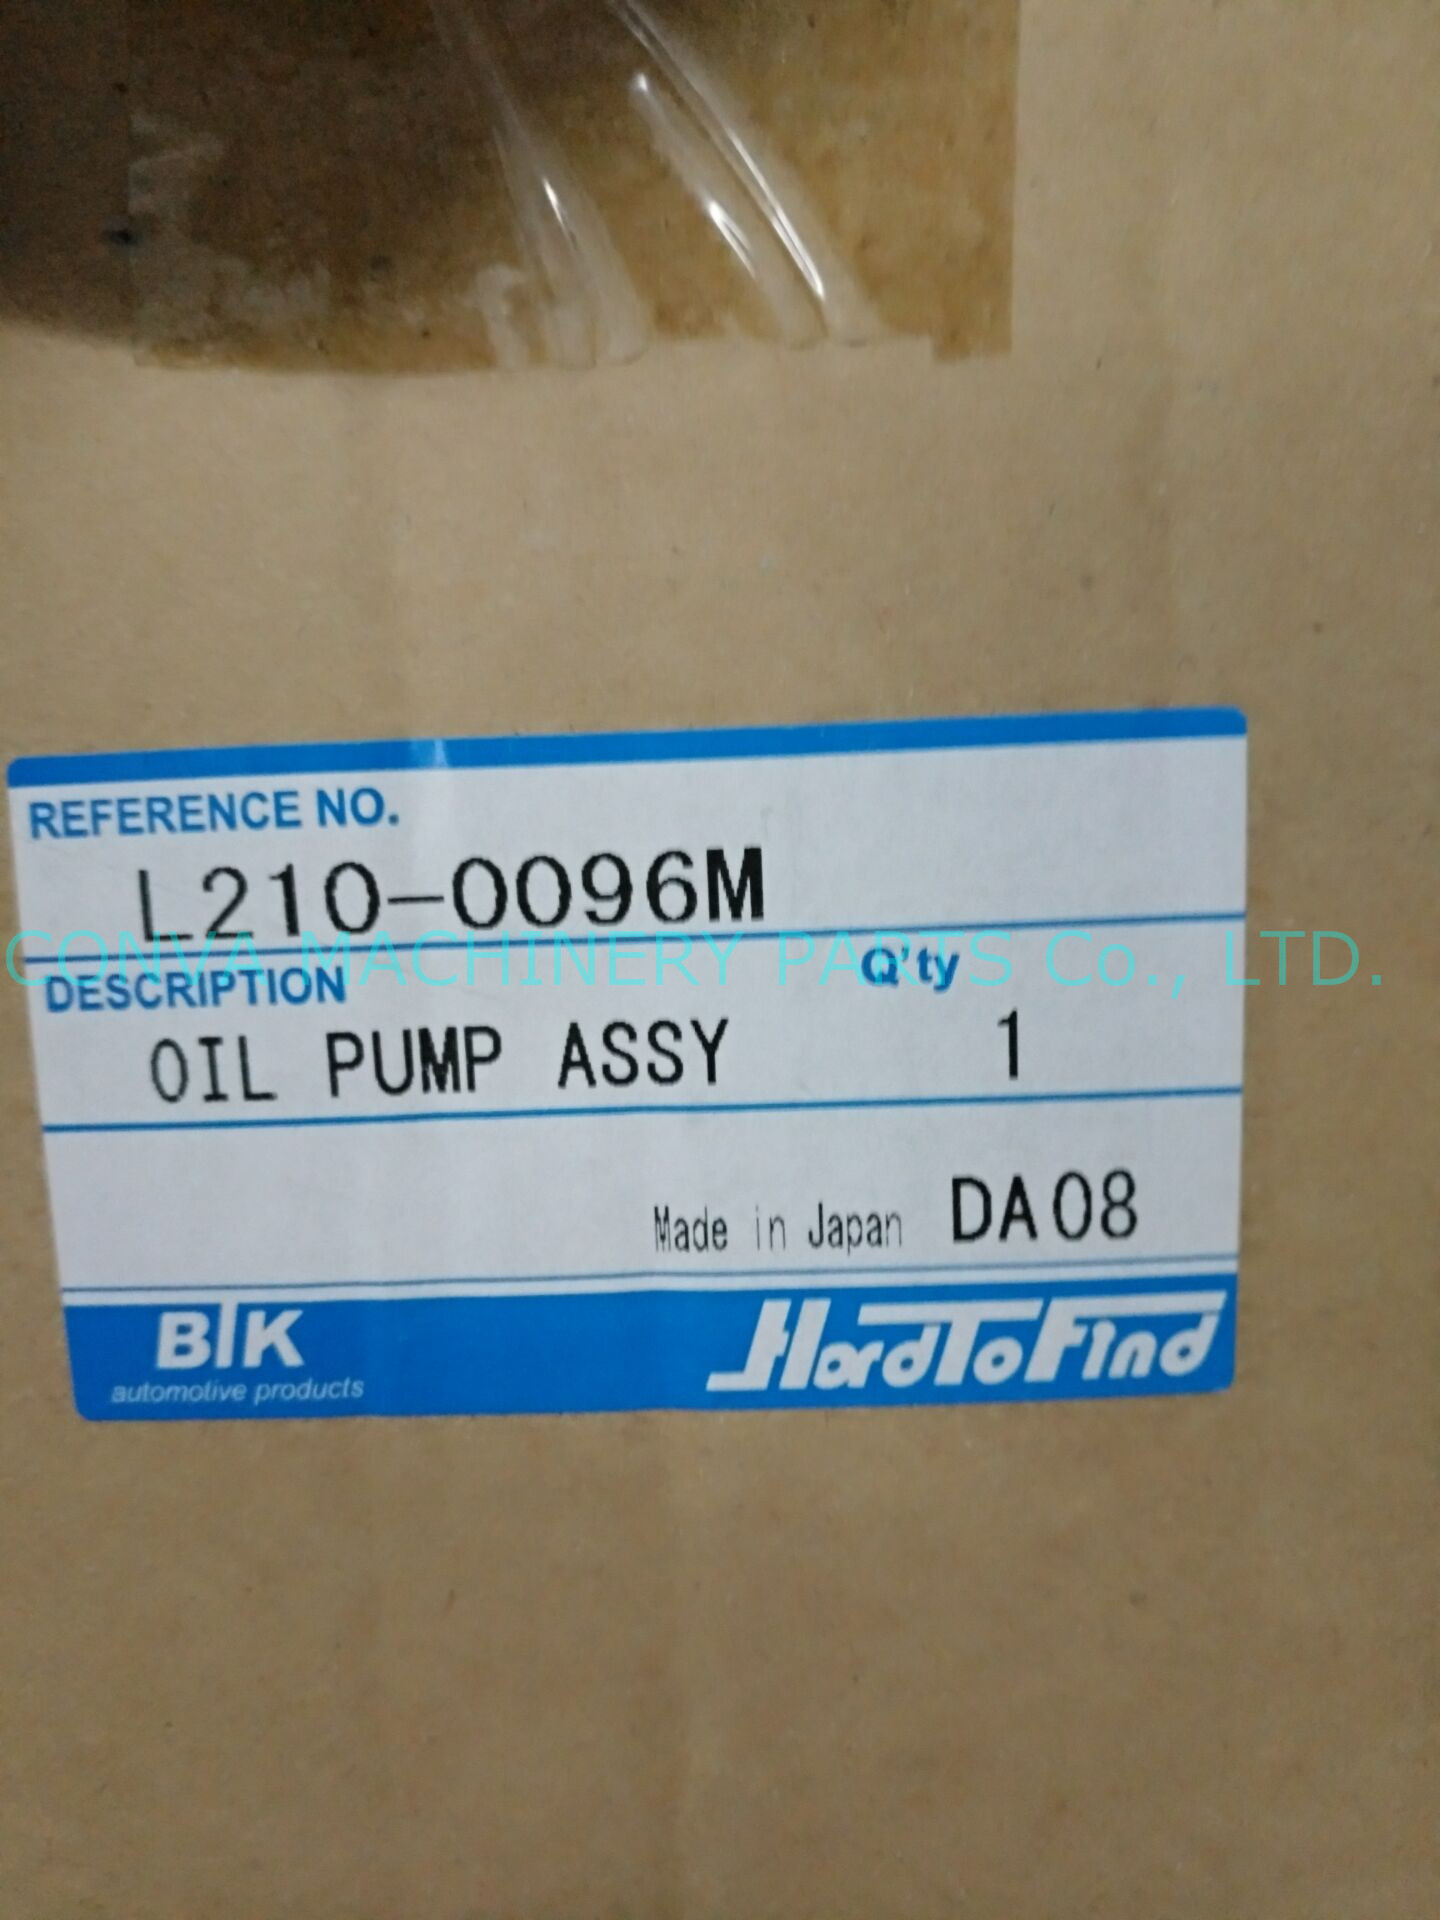 REFERENCE NO.
L210-0096M
CONVA MACHINERY PARTS Co., LTD.
DESCRIPTION Q'ty
OIL PUMP ASSY 1
Made in Japan DA08
BTK HardToFind
automotive products